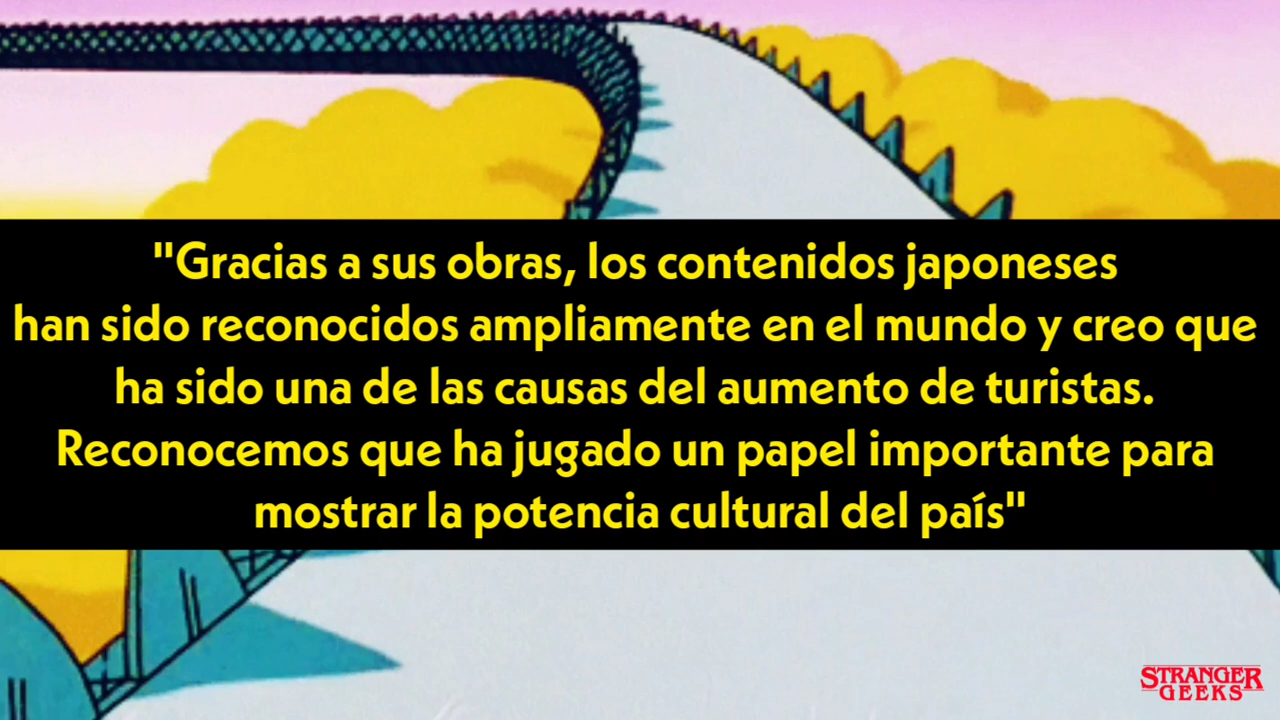 "Gracias a sus obras, los contenidos japoneses
han sido reconocidos ampliamente en el mundo y creo que
ha sido una de las causas del aumento de turistas.
Reconocemos que ha jugado un papel importante para
mostrar la potencia cultural del país"
STRANGER
GEEKS